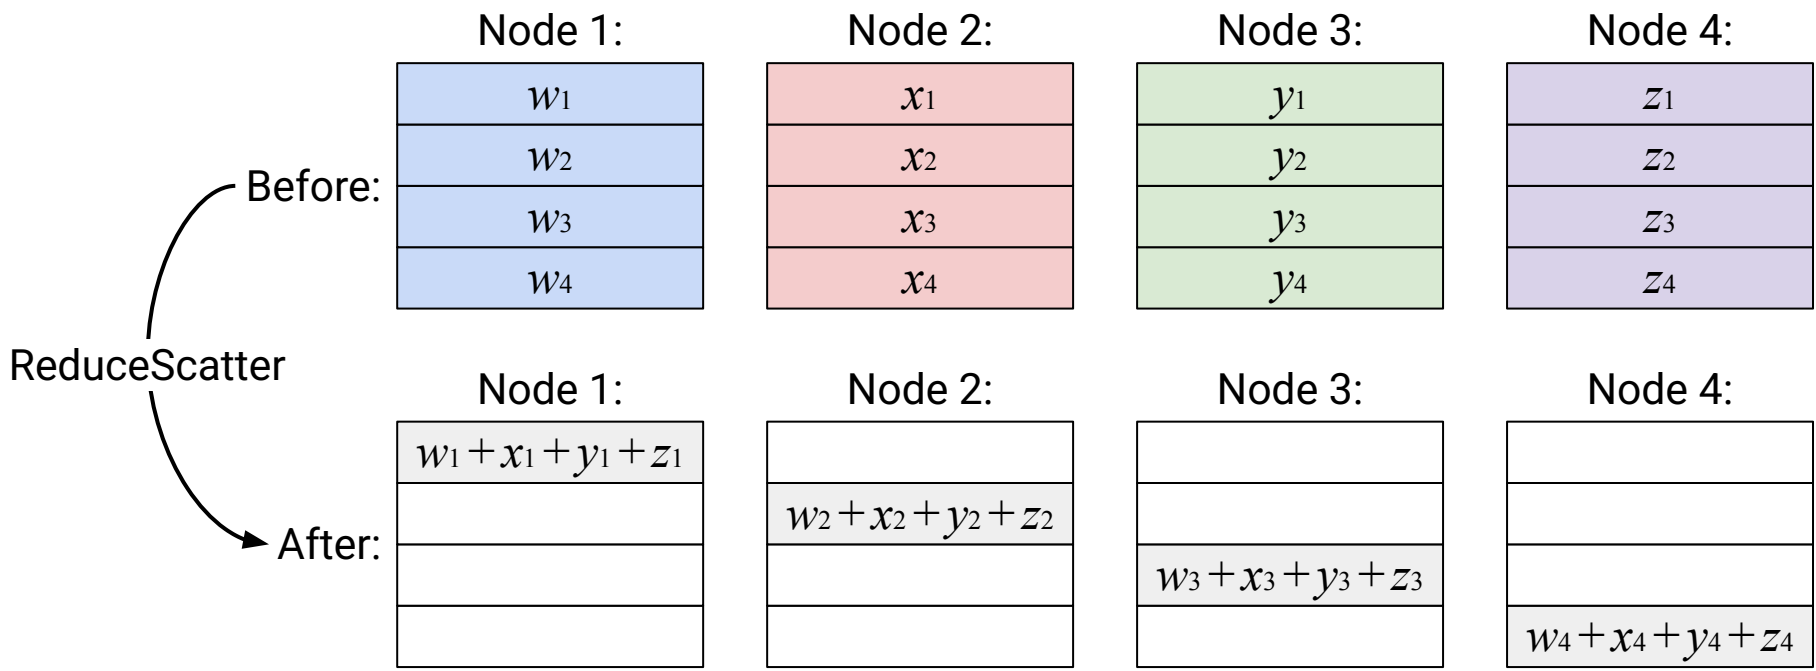 Node 1: Node 2: Node 3: Node 4:
w1 x1 y1 z1
w2 x2 y2 z2
Before:
w3 x3 y3 z3
w4 x4 y4 z4
ReduceScatter
Node 1: Node 2: Node 3: Node 4:
w1+x1+y1+z1
w2+x2+y2+z2
After:
w3+x3+y3+z3
w4+x4+y4+z4